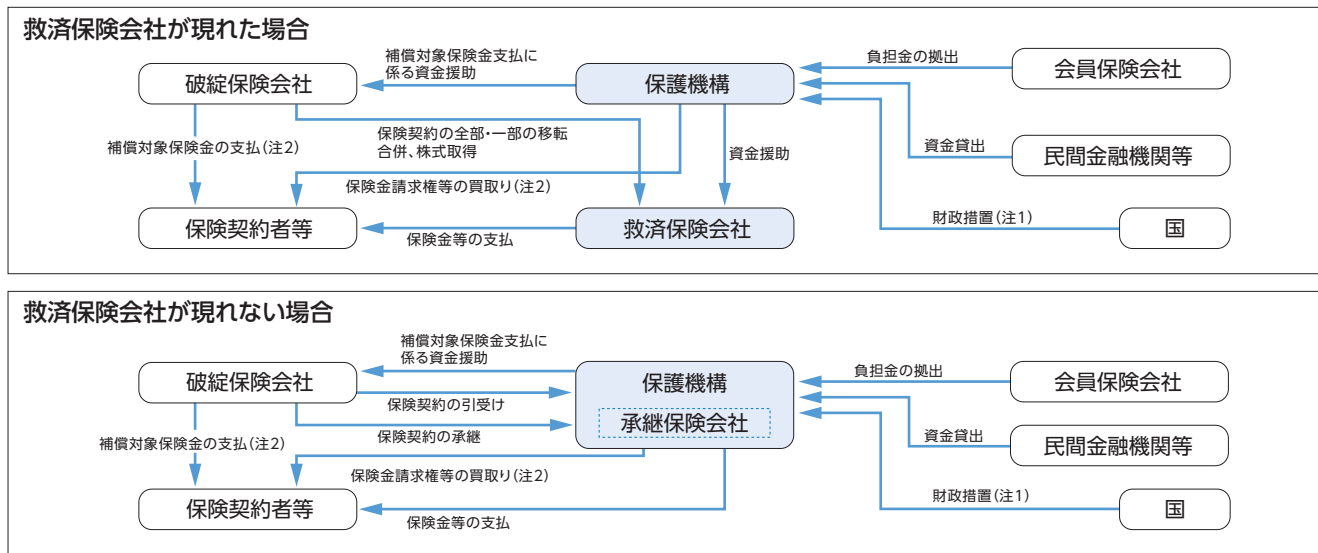 救済保険会社が現れた場合
補償対象保険金支払に
係る資金援助
負担金の拠出
破綻保険会社
保護機構
会員保険会社
保険契約の全部・一部の移転
合併、株式取得
補償対象保険金の支払(注2)
資金援助
資金貸出
民間金融機関等
保険金請求権等の買取り(注2)
保険契約者等
保険金等の支払
救済保険会社
財政措置(注1)
国
救済保険会社が現れない場合
補償対象保険金支払に
係る資金援助
負担金の拠出
破綻保険会社
保護機構
会員保険会社
保険契約の引受け
承継保険会社
保険契約の承継
補償対象保険金の支払(注2)
資金貸出
民間金融機関等
保険金請求権等の買取り(注2)
保険契約者等
保険金等の支払
財政措置(注1)
国